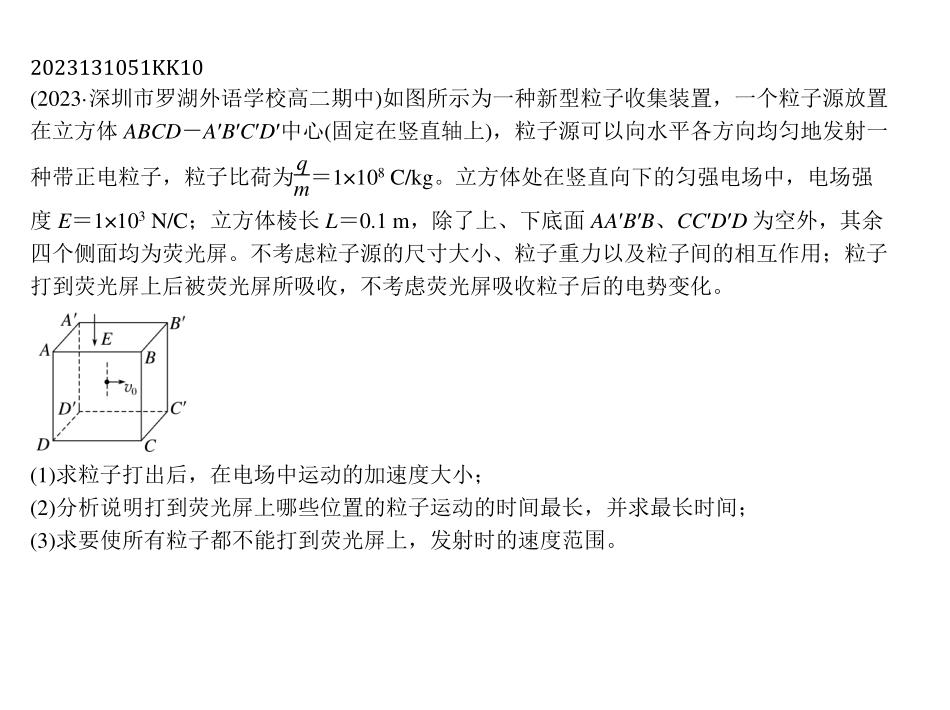 2023131051KK10
(2023·深圳市罗湖外语学校高二期中)如图所示为一种新型粒子收集装置，一个粒子源放置
在立方体 ABCD－A′B′C′D′中心(固定在竖直轴上)，粒子源可以向水平各方向均匀地发射一
种带正电粒子，粒子比荷为q/m＝1×10⁸ C/kg。立方体处在竖直向下的匀强电场中，电场强
度 E＝1×10³ N/C；立方体棱长 L＝0.1 m，除了上、下底面 AA′B′B、CC′D′D 为空外，其余
四个侧面均为荧光屏。不考虑粒子源的尺寸大小、粒子重力以及粒子间的相互作用；粒子
打到荧光屏上后被荧光屏所吸收，不考虑荧光屏吸收粒子后的电势变化。
A′
B′
E
A
B
v₀
D′
C′
D
C
(1)求粒子打出后，在电场中运动的加速度大小；
(2)分析说明打到荧光屏上哪些位置的粒子运动的时间最长，并求最长时间；
(3)求要使所有粒子都不能打到荧光屏上，发射时的速度范围。